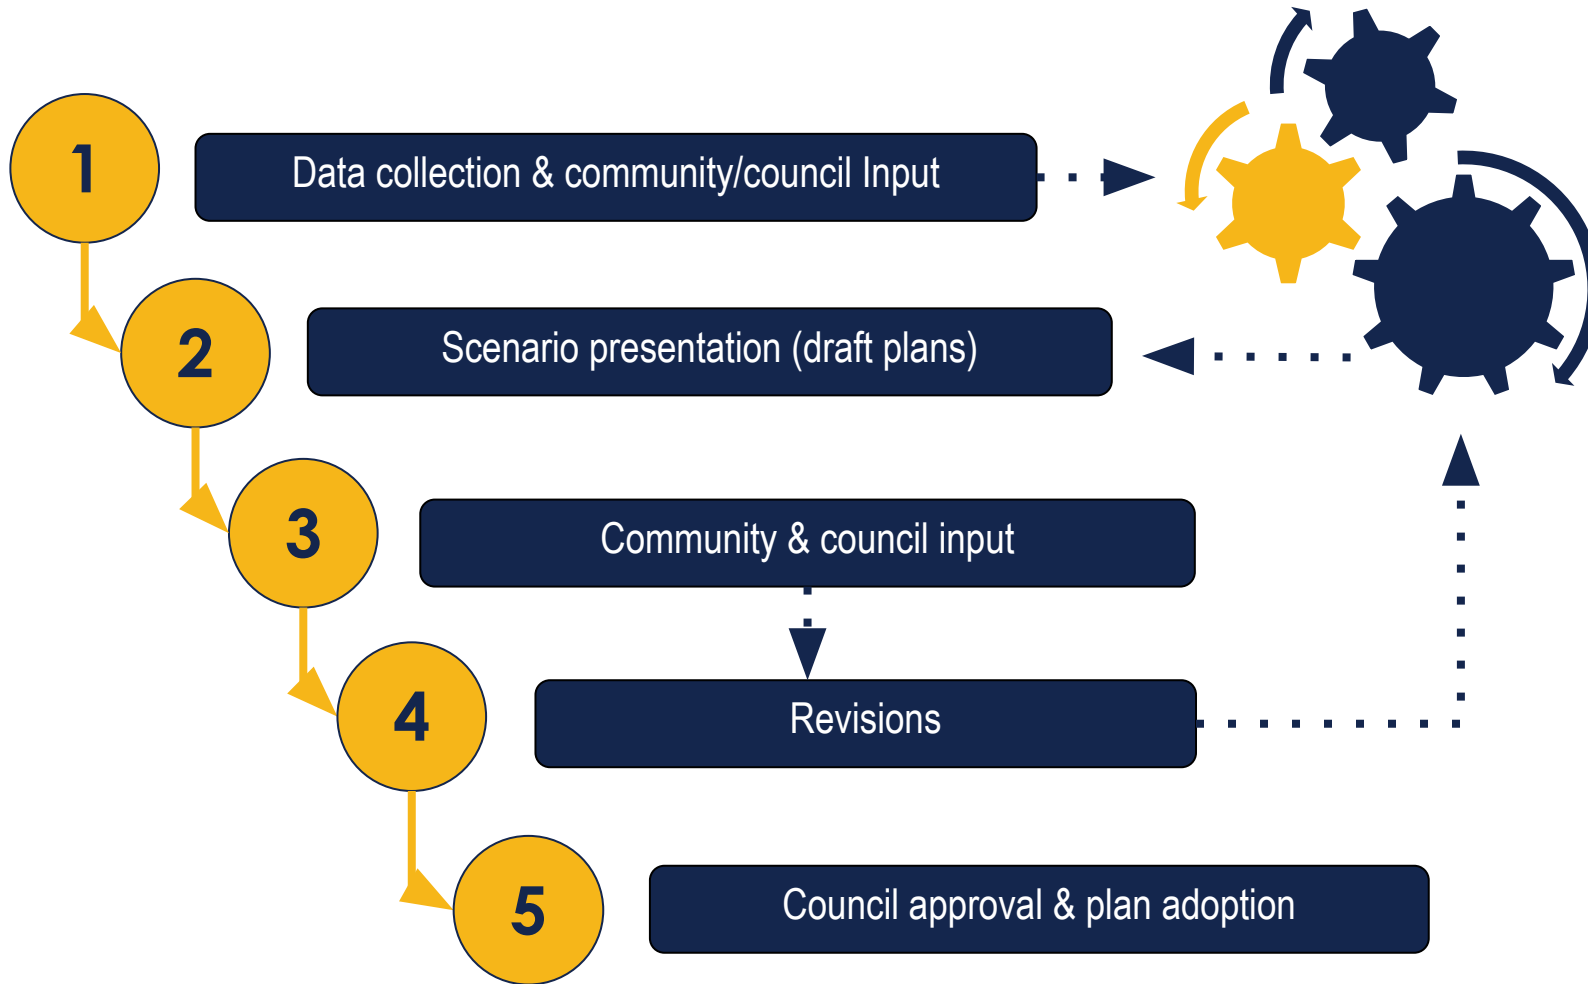 1
Data collection & community/council Input
2
Scenario presentation (draft plans)
3
Community & council input
4
Revisions
5
Council approval & plan adoption